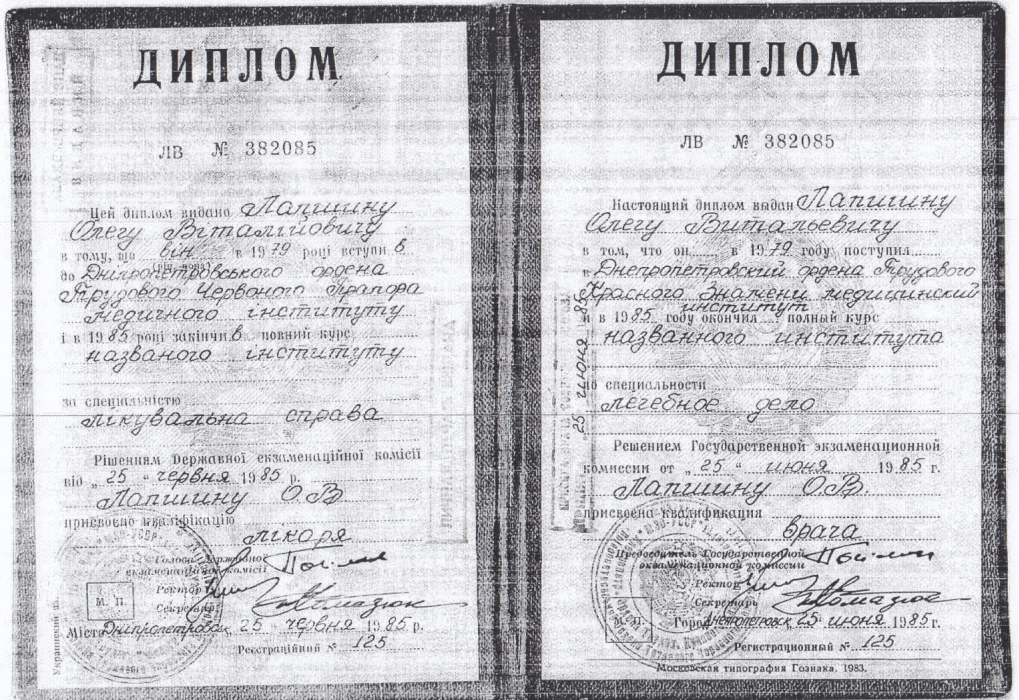 ДИПЛОМ
ЛВ № 382085
Цей диплом видано Лапшину
Олегу Віталійовичу
в тому, що він в 1979 році вступив
до Дніпропетровського ордена
Трудового Червоного Прапора
медичного інституту
і в 1985 році закінчив повний курс
названого інституту
за спеціальністю
лікувальна справа
Рішенням Державної екзаменаційної комісії
від „25“ червня 1985 р.
Лапшину О.В
присвоєно кваліфікацію
лікаря
Голова Державної
екзаменаційної комісії
Ректор
Секретар
М. П.
Місто Дніпропетровськ, 25 червня 1985 р.
Реєстраційний № 125
Украинский п.
ДИПЛОМ
ЛВ № 382085
Настоящий диплом выдан Лапшину
Олегу Витальевичу
в том, что он в 1979 году поступил
в Днепропетровский ордена Трудового
Красного Знамени медицинский
институт
и в 1985 году окончил полный курс
названного института
по специальности
лечебное дело
Решением Государственной экзаменационной
комиссии от „25“ июня 1985 г.
Лапшину О.В.
присвоена квалификация
врача
Председатель Государственной
экзаменационной комиссии
Ректор
Секретарь
Город Днепропетровск, 25 июня 1985 г.
Регистрационный № 125
Московская типография Гознака. 1983.
25 июня 85